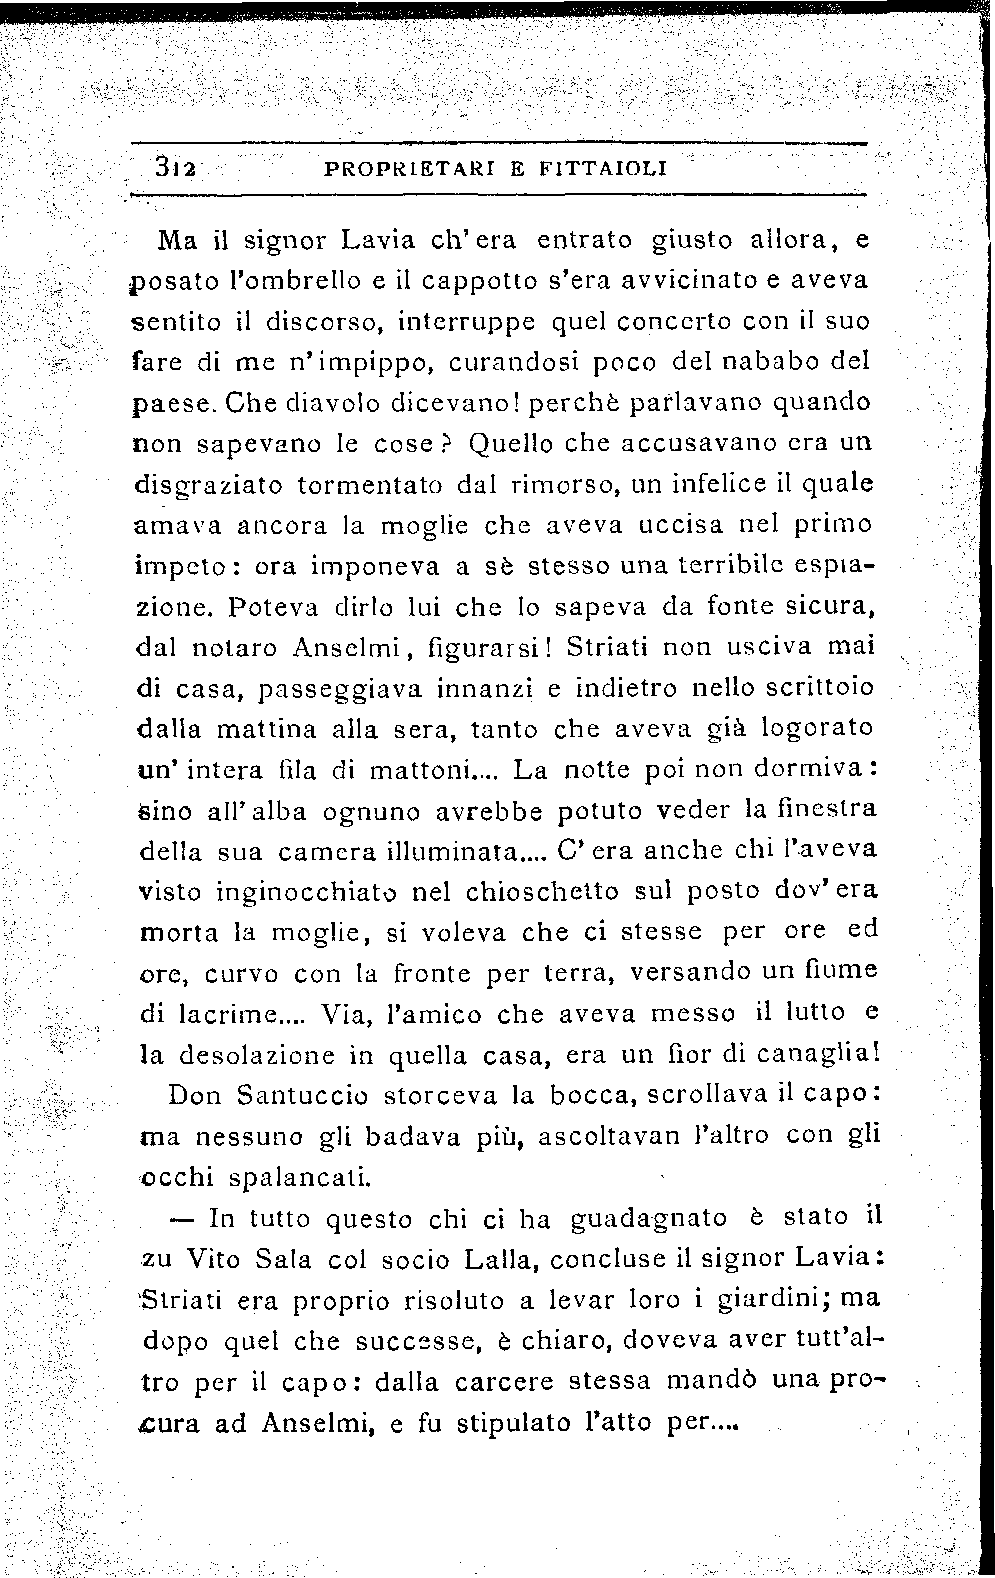 312 PROPRIETARI E FITTAIOLI
Ma il signor Lavia ch'era entrato giusto allora, e
posato l'ombrello e il cappotto s'era avvicinato e aveva
sentito il discorso, interruppe quel concerto con il suo
fare di me n'impippo, curandosi poco del nababo del
paese. Che diavolo dicevano! perchè parlavano quando
non sapevano le cose? Quello che accusavano era un
disgraziato tormentato dal rimorso, un infelice il quale
amava ancora la moglie che aveva uccisa nel primo
impeto: ora imponeva a sè stesso una terribile espia-
zione. Poteva dirlo lui che lo sapeva da fonte sicura,
dal notaro Anselmi, figurarsi! Striati non usciva mai
di casa, passeggiava innanzi e indietro nello scrittoio
dalla mattina alla sera, tanto che aveva già logorato
un' intera fila di mattoni.... La notte poi non dormiva:
sino all'alba ognuno avrebbe potuto veder la finestra
della sua camera illuminata.... C'era anche chi l'aveva
visto inginocchiato nel chioschetto sul posto dov'era
morta la moglie, si voleva che ci stesse per ore ed
ore, curvo con la fronte per terra, versando un fiume
di lacrime.... Via, l'amico che aveva messo il lutto e
la desolazione in quella casa, era un fior di canaglia!
Don Santuccio storceva la bocca, scrollava il capo:
ma nessuno gli badava più, ascoltavan l'altro con gli
occhi spalancati.
— In tutto questo chi ci ha guadagnato è stato il
zu Vito Sala col socio Lalla, concluse il signor Lavia:
Striati era proprio risoluto a levar loro i giardini; ma
dopo quel che successe, è chiaro, doveva aver tutt'al-
tro per il capo: dalla carcere stessa mandò una pro-
cura ad Anselmi, e fu stipulato l'atto per....